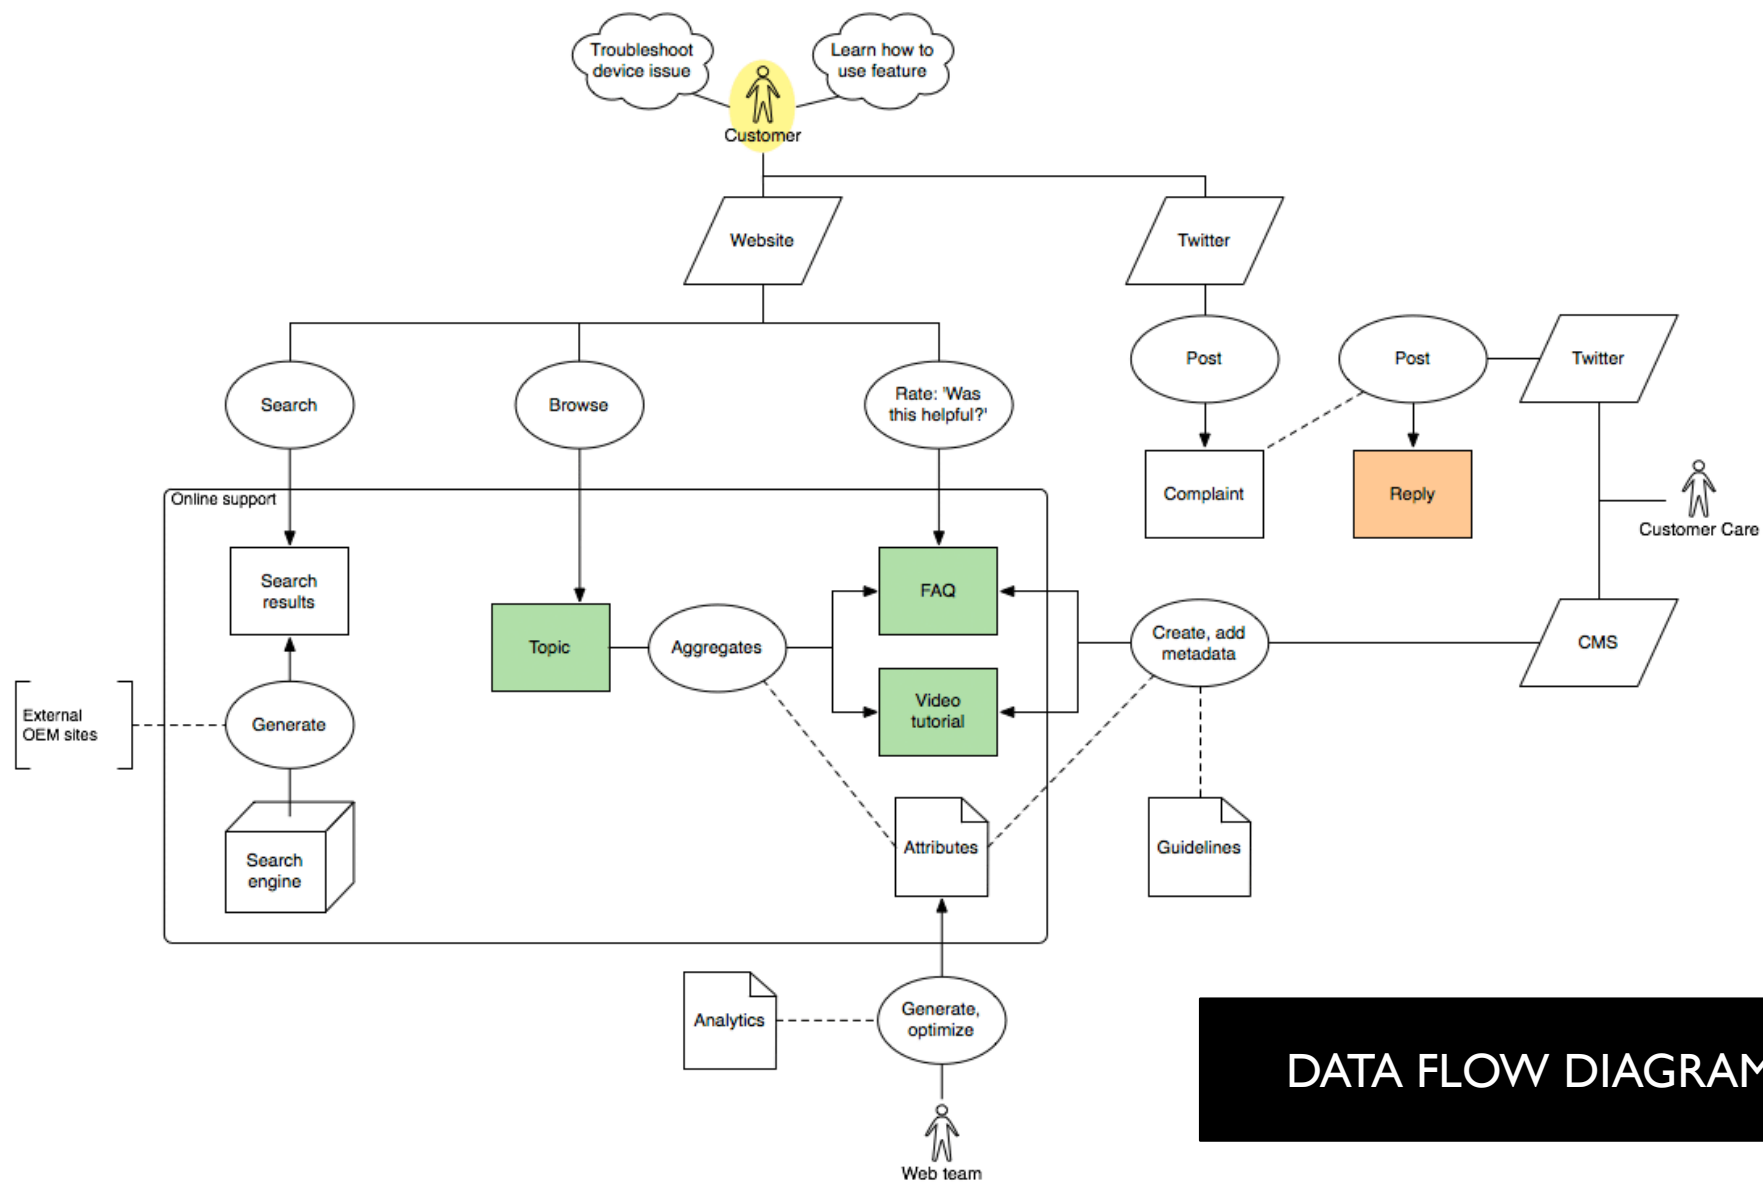 Troubleshoot
device issue
Learn how to
use feature
Customer
Website
Twitter
Post
Post
Twitter
Search
Browse
Rate: 'Was
this helpful?'
Online support
Complaint
Reply
Customer Care
Search
results
FAQ
Topic
Aggregates
Create, add
metadata
CMS
External
OEM sites
Generate
Video
tutorial
Search
engine
Attributes
Guidelines
Analytics
Generate,
optimize
DATA FLOW DIAGRAM
Web team